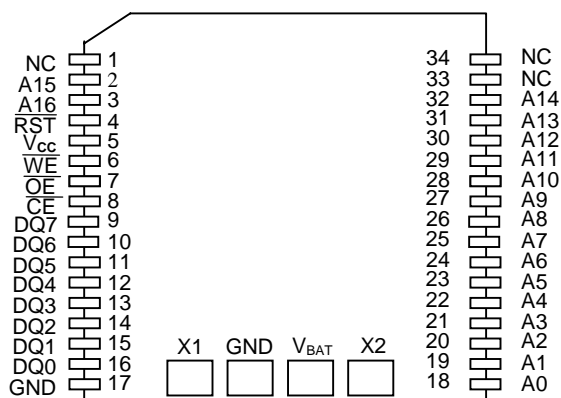 NC 1 34 NC
A15 2 33 NC
A16 3 32 A14
RST 4 31 A13
Vcc 5 30 A12
WE 6 29 A11
OE 7 28 A10
CE 8 27 A9
DQ7 9 26 A8
DQ6 10 25 A7
DQ5 11 24 A6
DQ4 12 23 A5
DQ3 13 22 A4
DQ2 14 21 A3
DQ1 15 20 A2
DQ0 16 19 A1
GND 17 18 A0
X1 GND VBAT X2